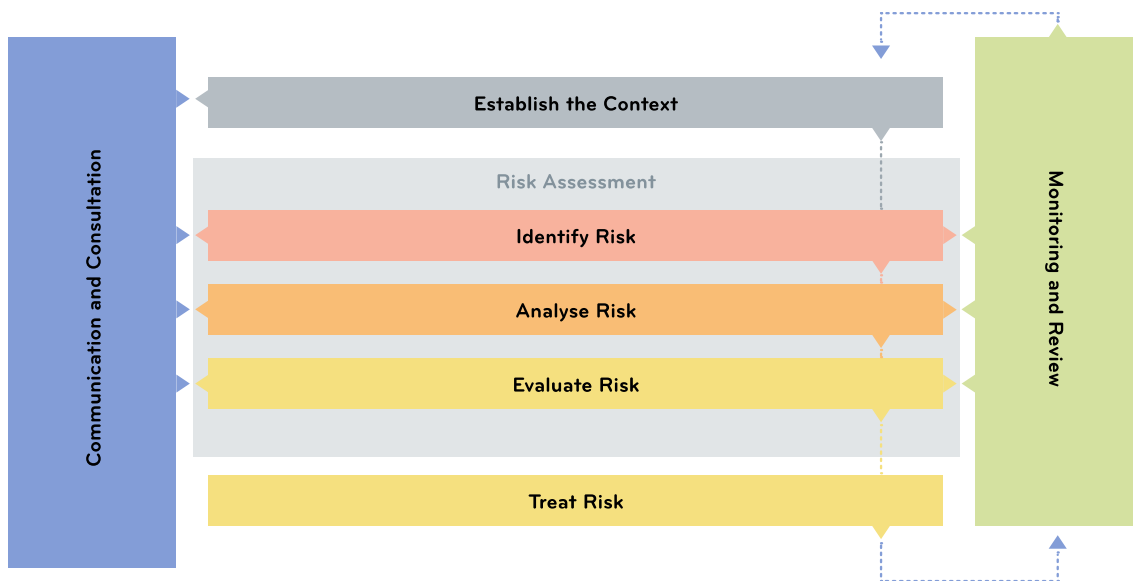 Communication and Consultation
Establish the Context
Risk Assessment
Identify Risk
Analyse Risk
Evaluate Risk
Treat Risk
Monitoring and Review